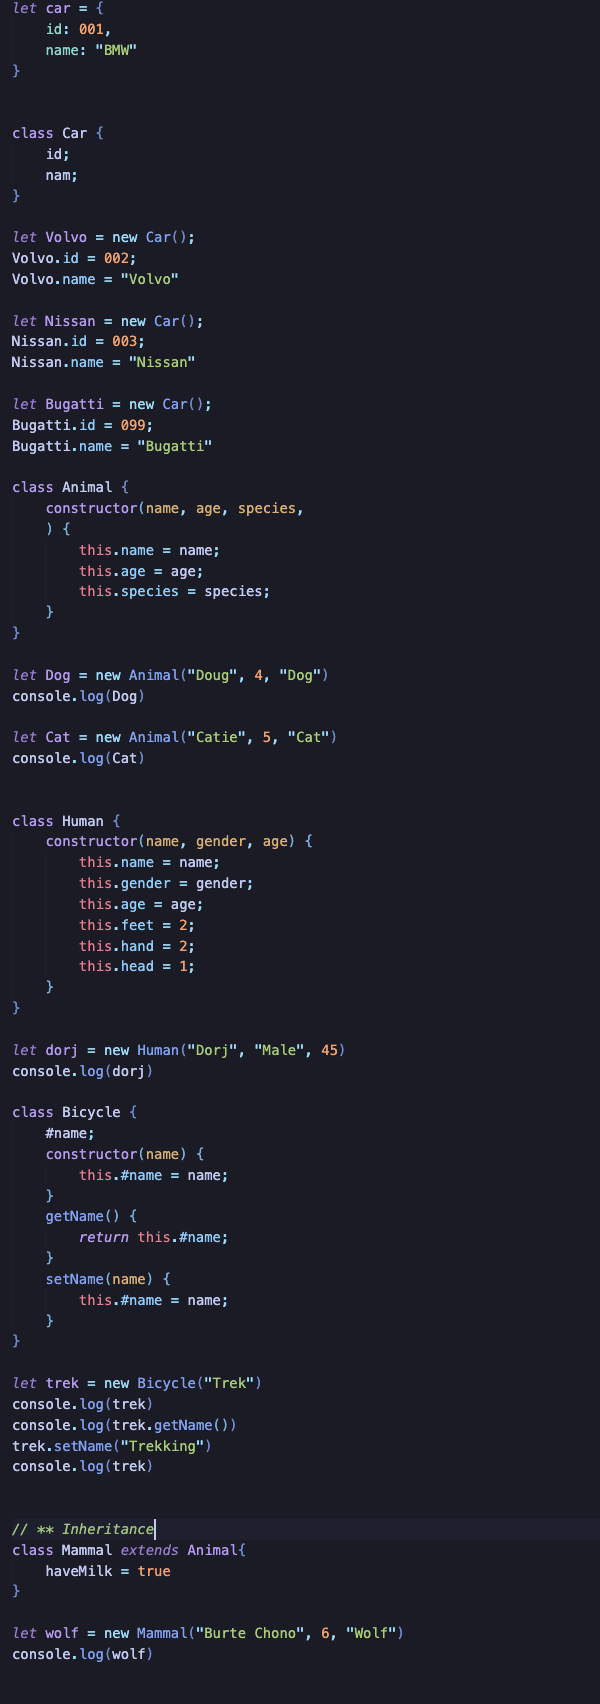 let car = {
    id: 001,
    name: "BMW"
}
class Car {
    id;
    nam;
}
let Volvo = new Car();
Volvo.id = 002;
Volvo.name = "Volvo"
let Nissan = new Car();
Nissan.id = 003;
Nissan.name = "Nissan"
let Bugatti = new Car();
Bugatti.id = 099;
Bugatti.name = "Bugatti"
class Animal {
    constructor(name, age, species,
    ) {
        this.name = name;
        this.age = age;
        this.species = species;
    }
}
let Dog = new Animal("Doug", 4, "Dog")
console.log(Dog)
let Cat = new Animal("Catie", 5, "Cat")
console.log(Cat)
class Human {
    constructor(name, gender, age) {
        this.name = name;
        this.gender = gender;
        this.age = age;
        this.feet = 2;
        this.hand = 2;
        this.head = 1;
    }
}
let dorj = new Human("Dorj", "Male", 45)
console.log(dorj)
class Bicycle {
    #name;
    constructor(name) {
        this.#name = name;
    }
    getName() {
        return this.#name;
    }
    setName(name) {
        this.#name = name;
    }
}
let trek = new Bicycle("Trek")
console.log(trek)
console.log(trek.getName())
trek.setName("Trekking")
console.log(trek)
// ** Inheritance
class Mammal extends Animal{
    haveMilk = true
}
let wolf = new Mammal("Burte Chono", 6, "Wolf")
console.log(wolf)